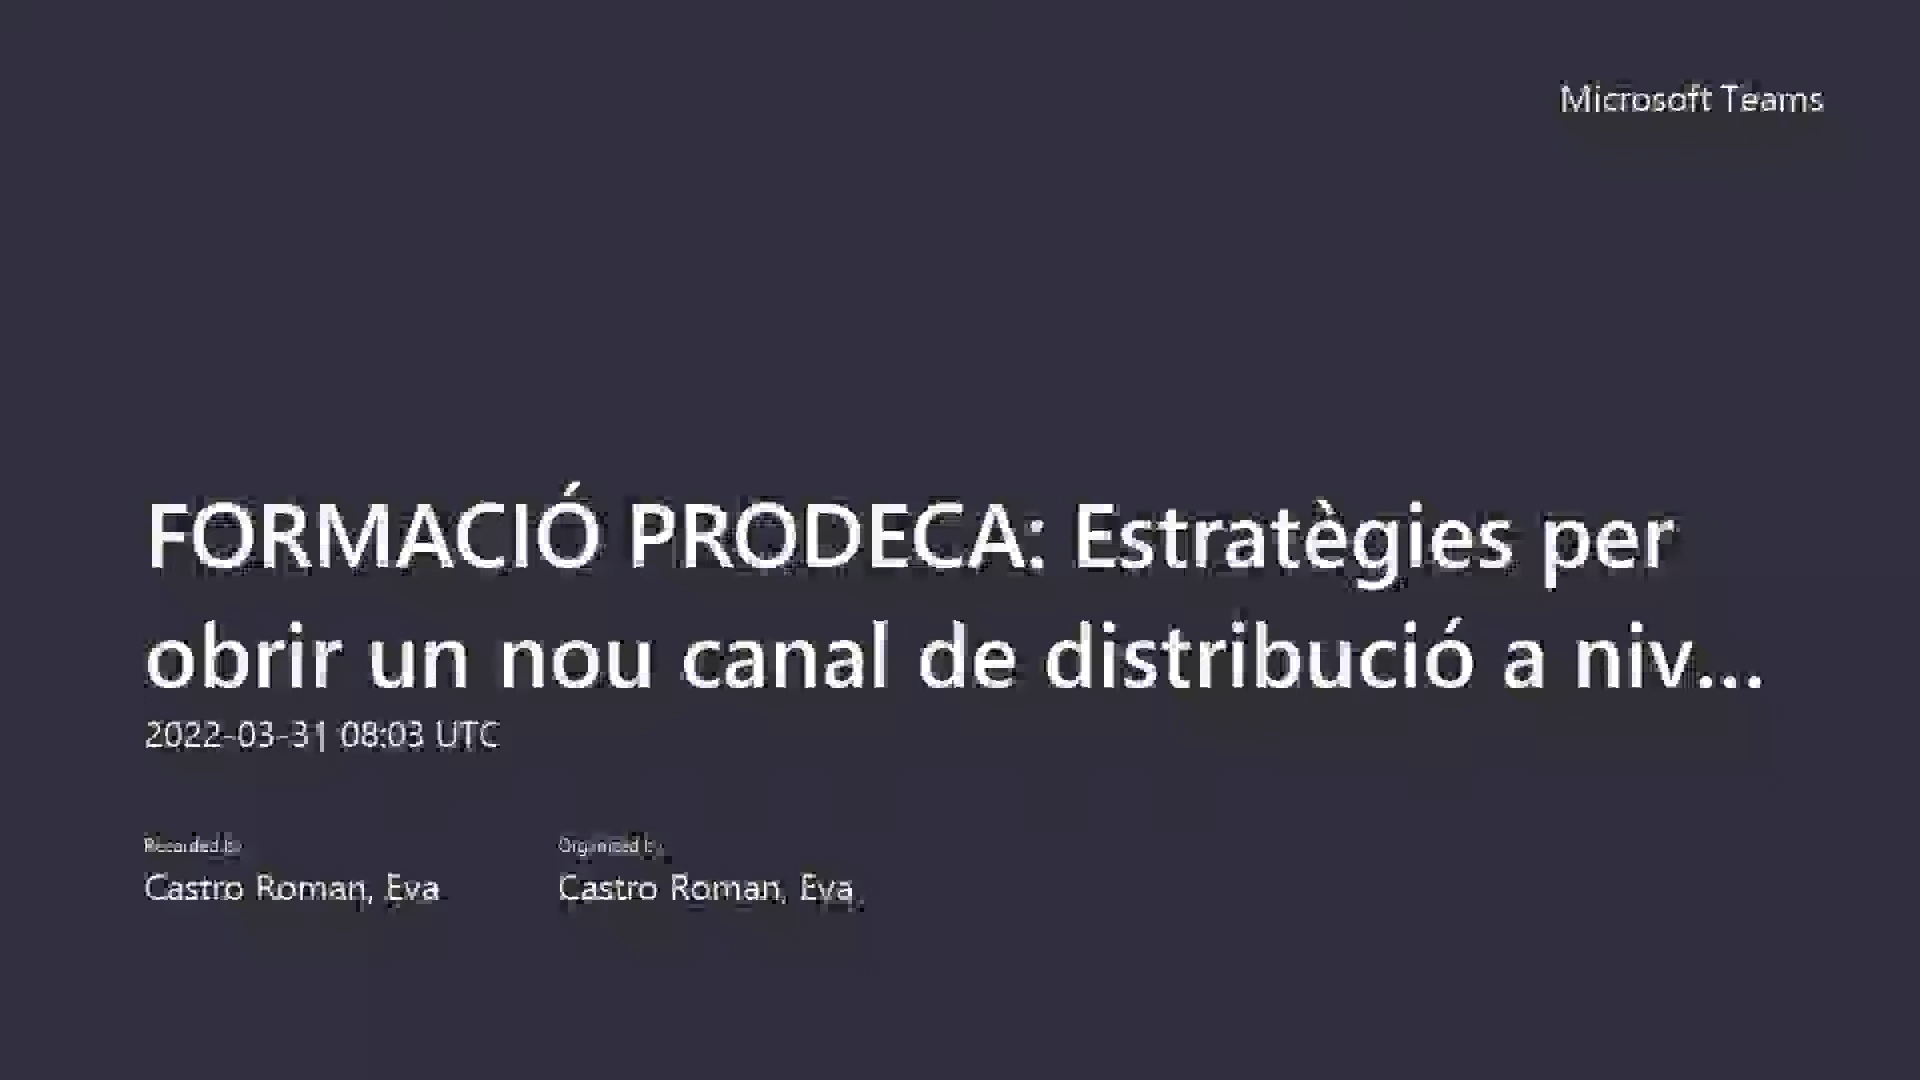 Microsoft Teams
FORMACIÓ PRODECA: Estratègies per
obrir un nou canal de distribució a niv...
2022-03-31 08:03 UTC
Recorded by
Organized by
Castro Roman, Eva
Castro Roman, Eva